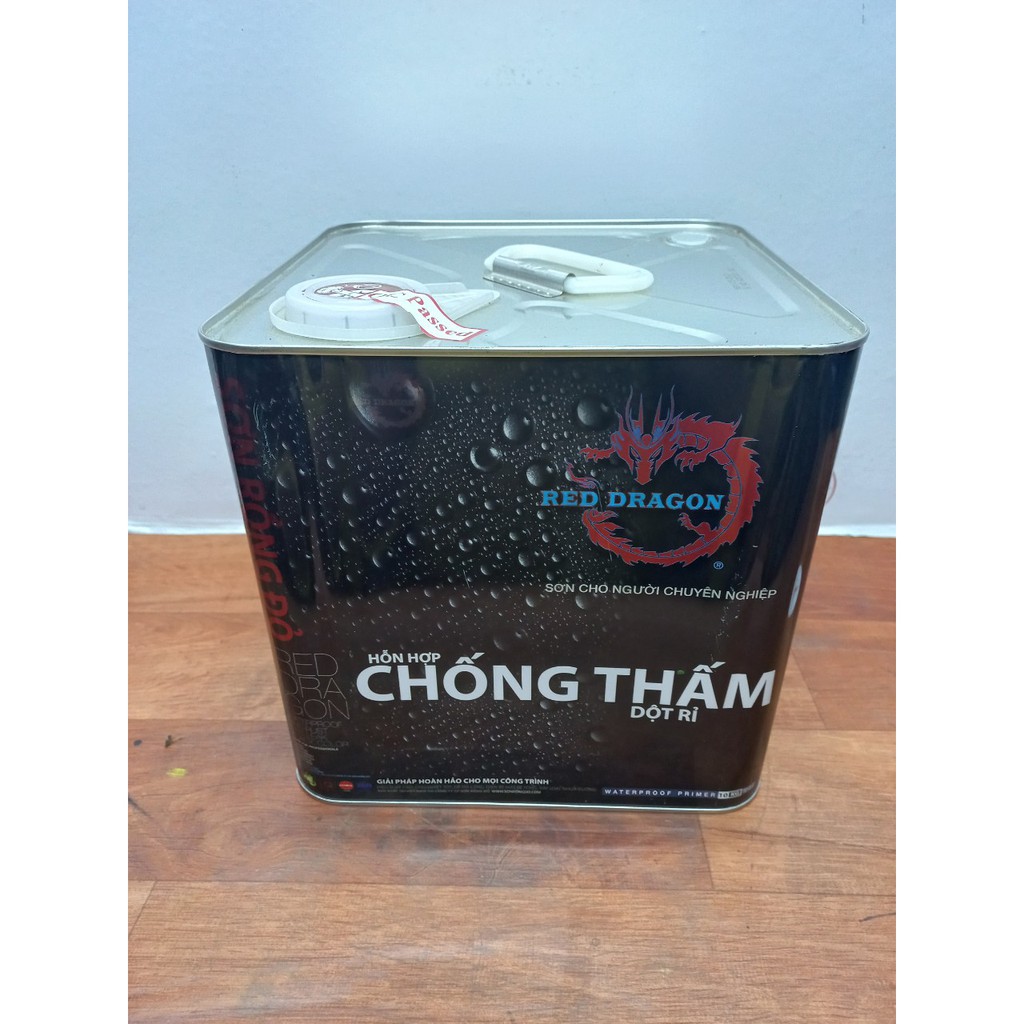 Passed
SƠN RỒNG ĐỎ
RED
DRA
GON
RED DRAGON
®
SƠN CHO NGƯỜI CHUYÊN NGHIỆP
HỖN HỢP
CHỐNG THẤM
DỘT RỈ
GIẢI PHÁP HOÀN HẢO CHO MỌI CÔNG TRÌNH
WATERPROOF PRIMER